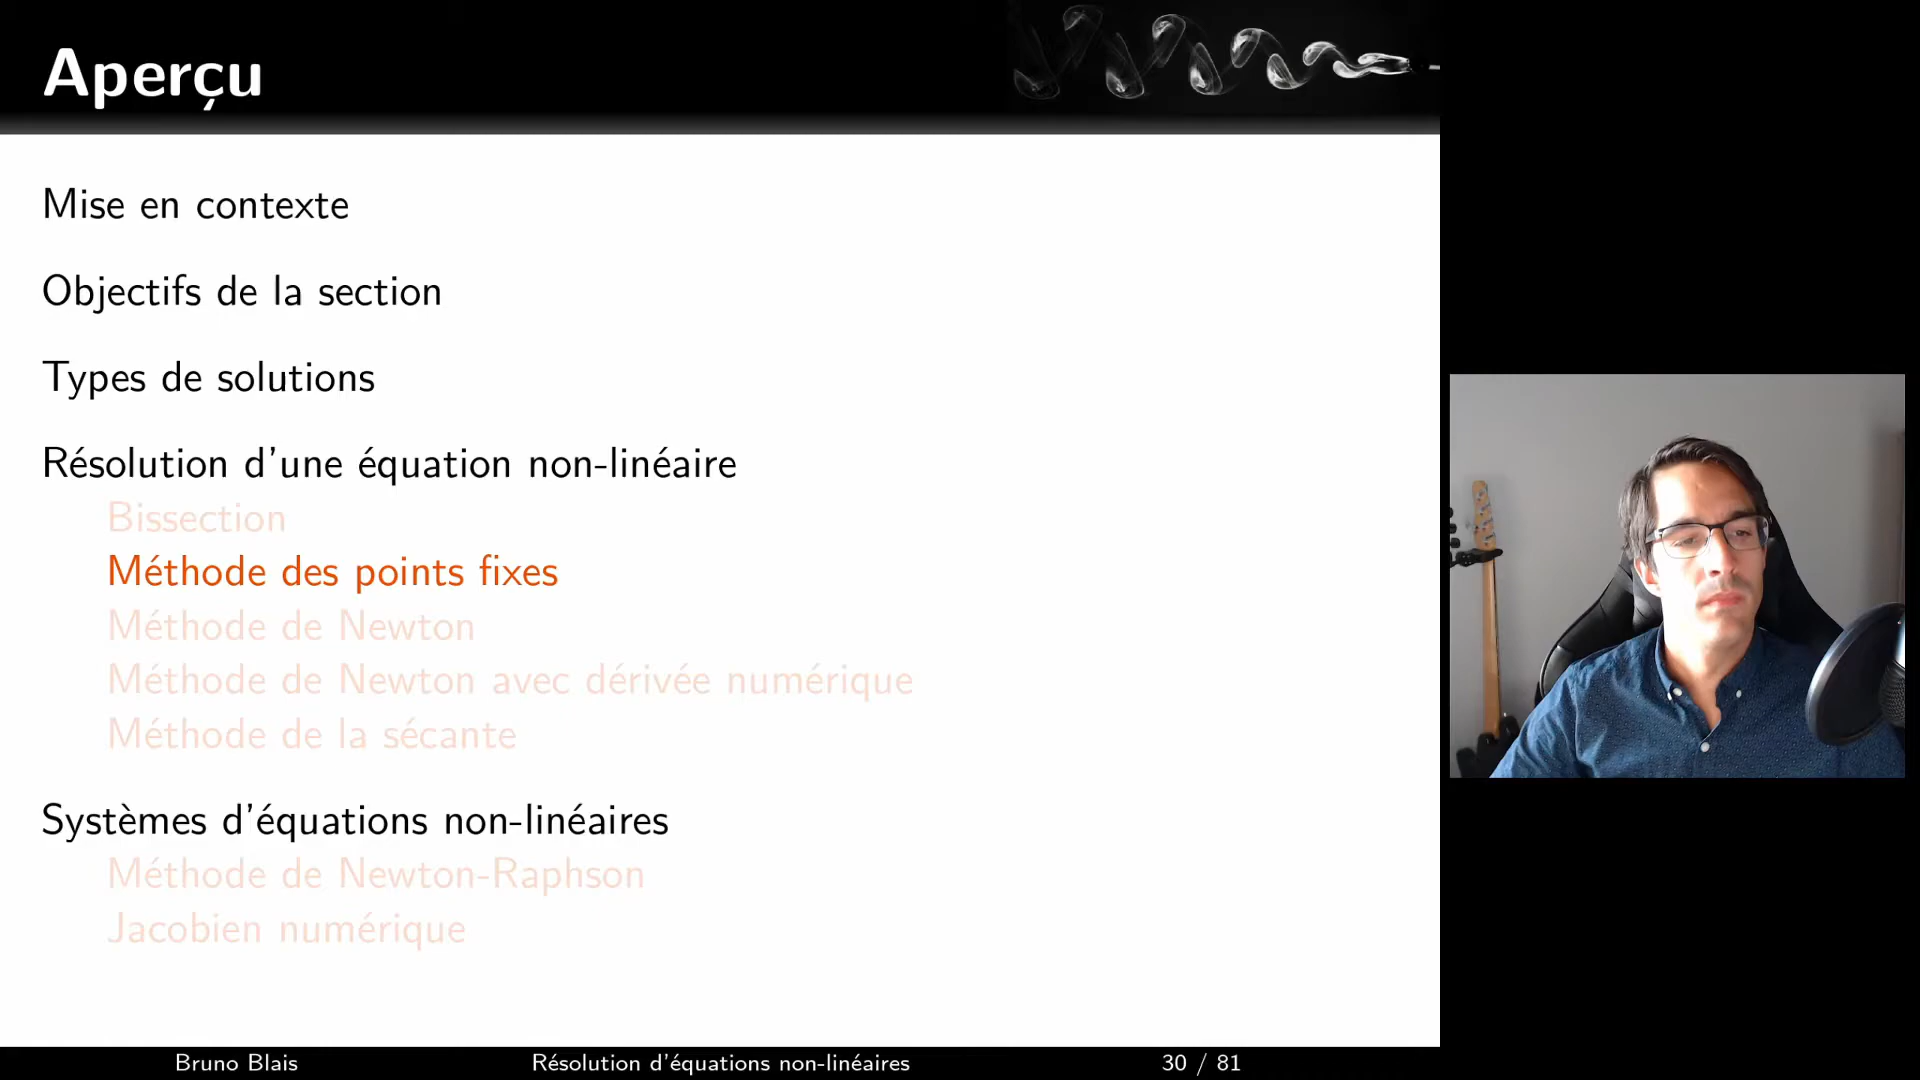 Aperçu
Mise en contexte
Objectifs de la section
Types de solutions
Résolution d'une équation non-linéaire
Bissection
Méthode des points fixes
Méthode de Newton
Méthode de Newton avec dérivée numérique
Méthode de la sécante
Systèmes d'équations non-linéaires
Méthode de Newton-Raphson
Jacobien numérique
Bruno Blais Résolution d'équations non-linéaires 30 / 81